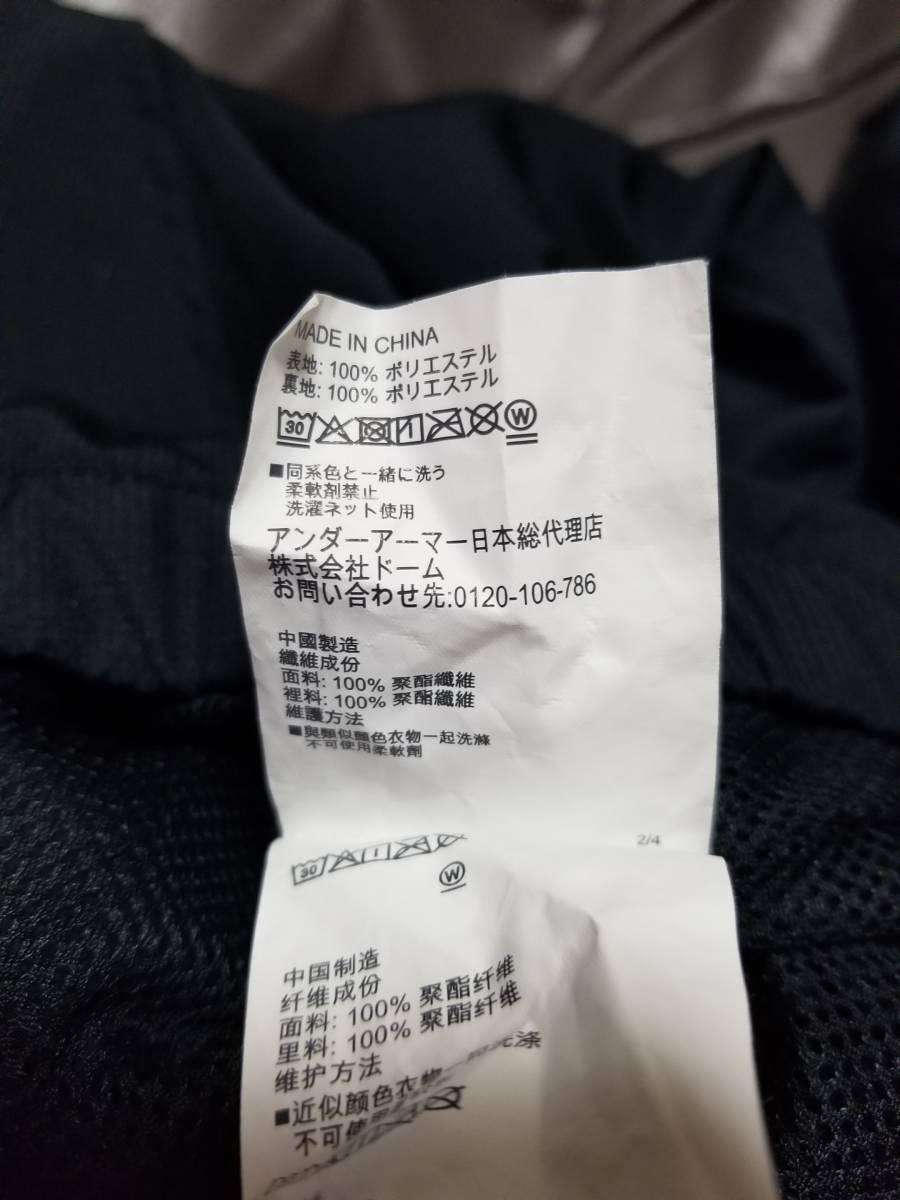 MADE IN CHINA
表地: 100% ポリエステル
裏地: 100% ポリエステル
30 W
■同系色と一緒に洗う
柔軟剤禁止
洗濯ネット使用
アンダーアーマー日本総代理店
株式会社ドーム
お問い合わせ先:0120-106-786
中國製造
纖維成份
面料: 100% 聚酯纖維
裡料: 100% 聚酯纖維
維護方法
■與類似顏色衣物一起洗滌
不可使用柔軟劑
2/4
30
W
中国制造
纤维成份
面料: 100% 聚酯纤维
里料: 100% 聚酯纤维
维护方法
■近似颜色衣物 洗涤
不可使用